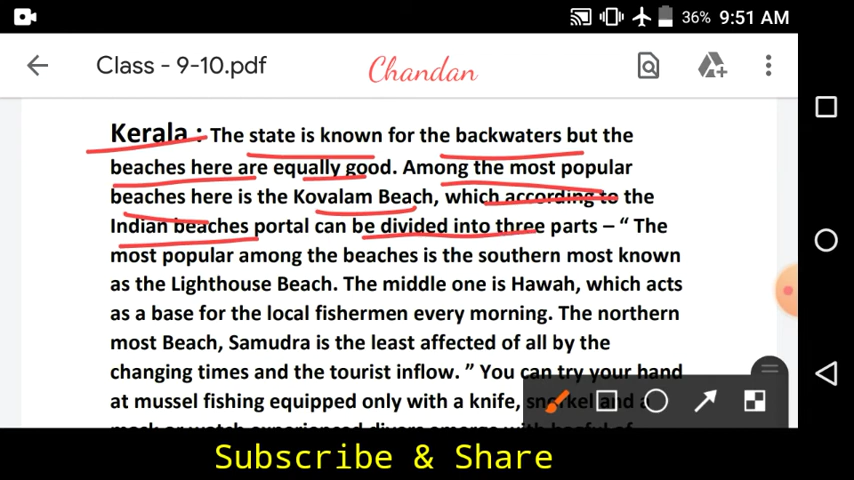 36% 9:51 AM
Class - 9-10.pdf
Chandan
Kerala : The state is known for the backwaters but the
beaches here are equally good. Among the most popular
beaches here is the Kovalam Beach, which according to the
Indian beaches portal can be divided into three parts – “ The
most popular among the beaches is the southern most known
as the Lighthouse Beach. The middle one is Hawah, which acts
as a base for the local fishermen every morning. The northern
most Beach, Samudra is the least affected of all by the
changing times and the tourist inflow. ” You can try your hand
at mussel fishing equipped only with a knife, snorkel and a
Subscribe & Share